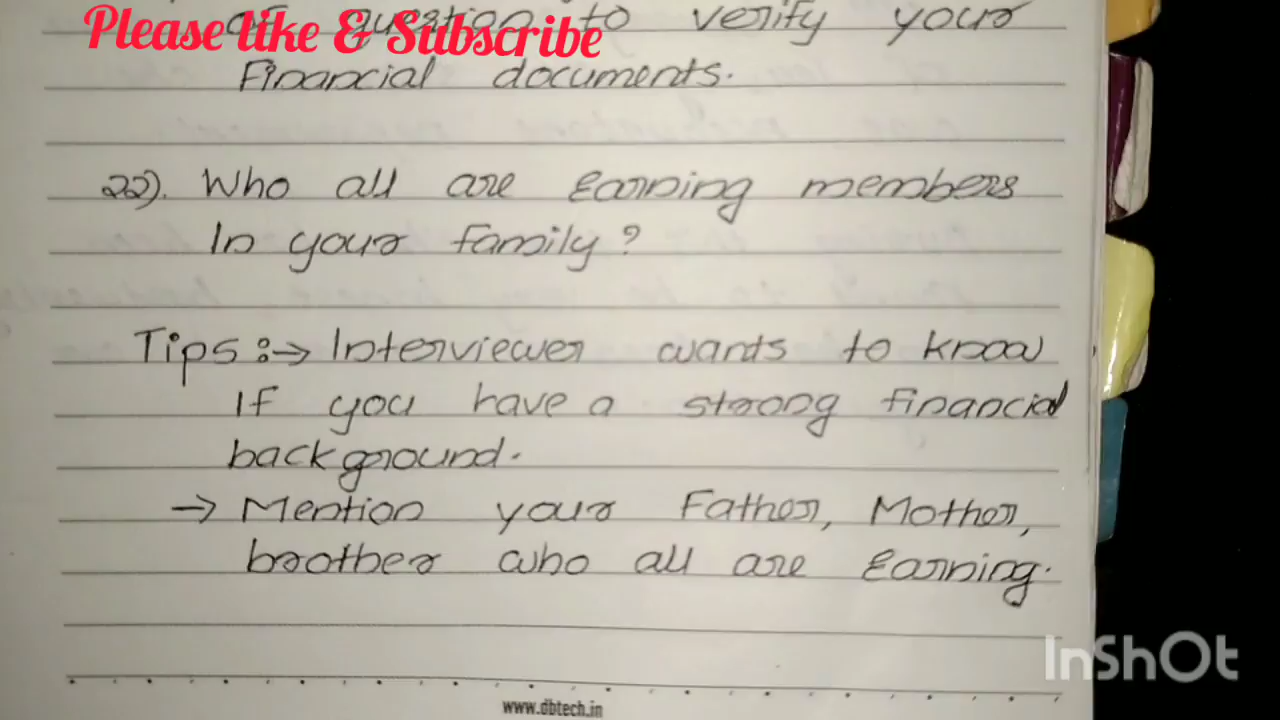 question to verify your
Please like & Subscribe
Financial documents.
22). Who all are Earning members
In your family?
Tips :→ Interviewer wants to know
If you have a strong financial
background.
→ Mention your Father, Mother,
brother who all are Earning.
InShOt
www.dbtech.in